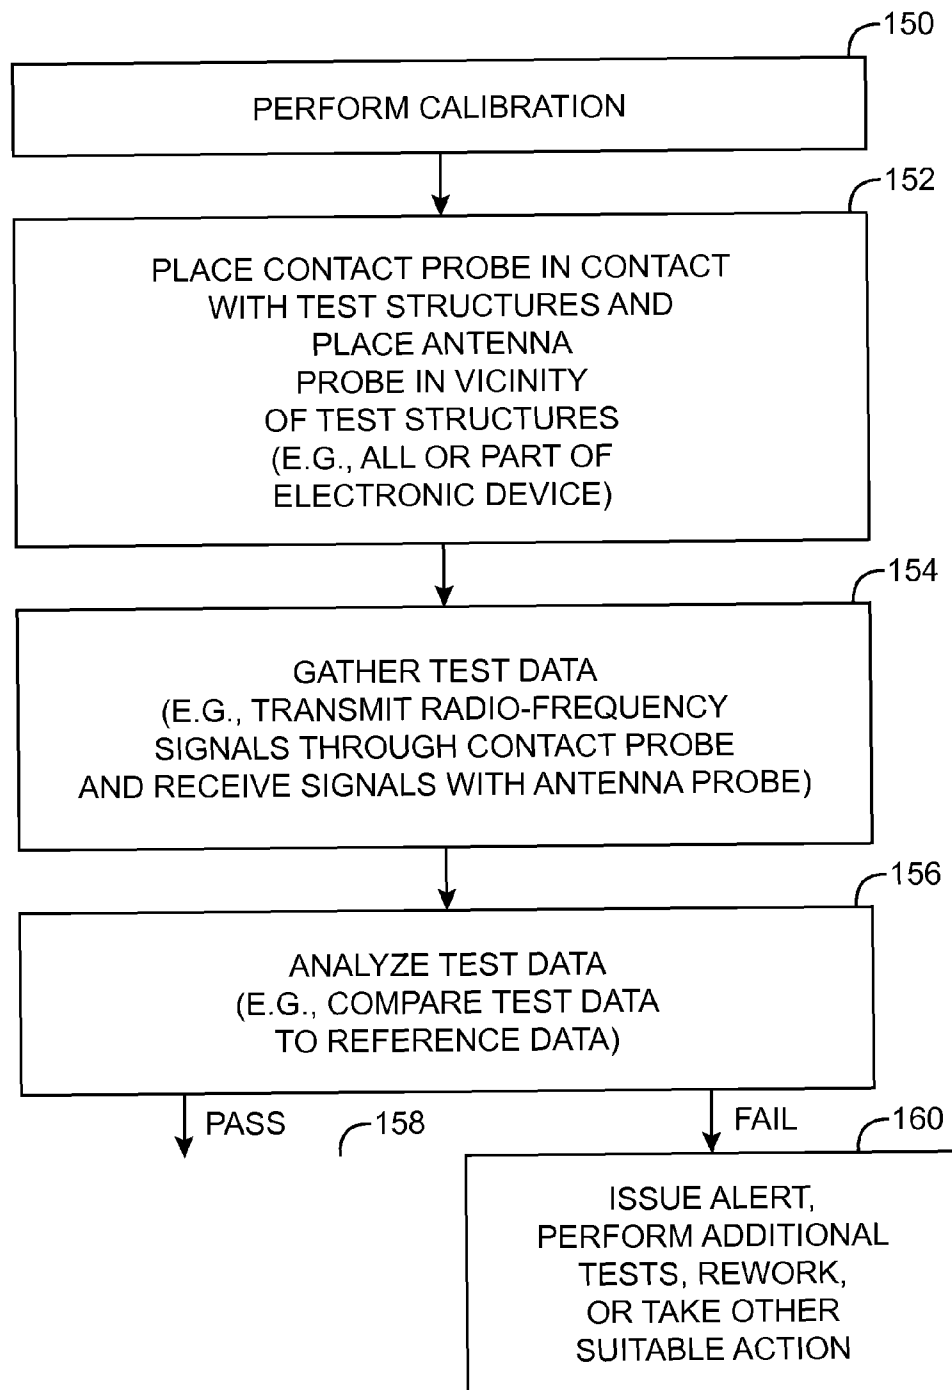 150
PERFORM CALIBRATION
152
PLACE CONTACT PROBE IN CONTACT
WITH TEST STRUCTURES AND
PLACE ANTENNA
PROBE IN VICINITY
OF TEST STRUCTURES
(E.G., ALL OR PART OF
ELECTRONIC DEVICE)
154
GATHER TEST DATA
(E.G., TRANSMIT RADIO-FREQUENCY
SIGNALS THROUGH CONTACT PROBE
AND RECEIVE SIGNALS WITH ANTENNA PROBE)
156
ANALYZE TEST DATA
(E.G., COMPARE TEST DATA
TO REFERENCE DATA)
PASS
158
FAIL
160
ISSUE ALERT,
PERFORM ADDITIONAL
TESTS, REWORK,
OR TAKE OTHER
SUITABLE ACTION